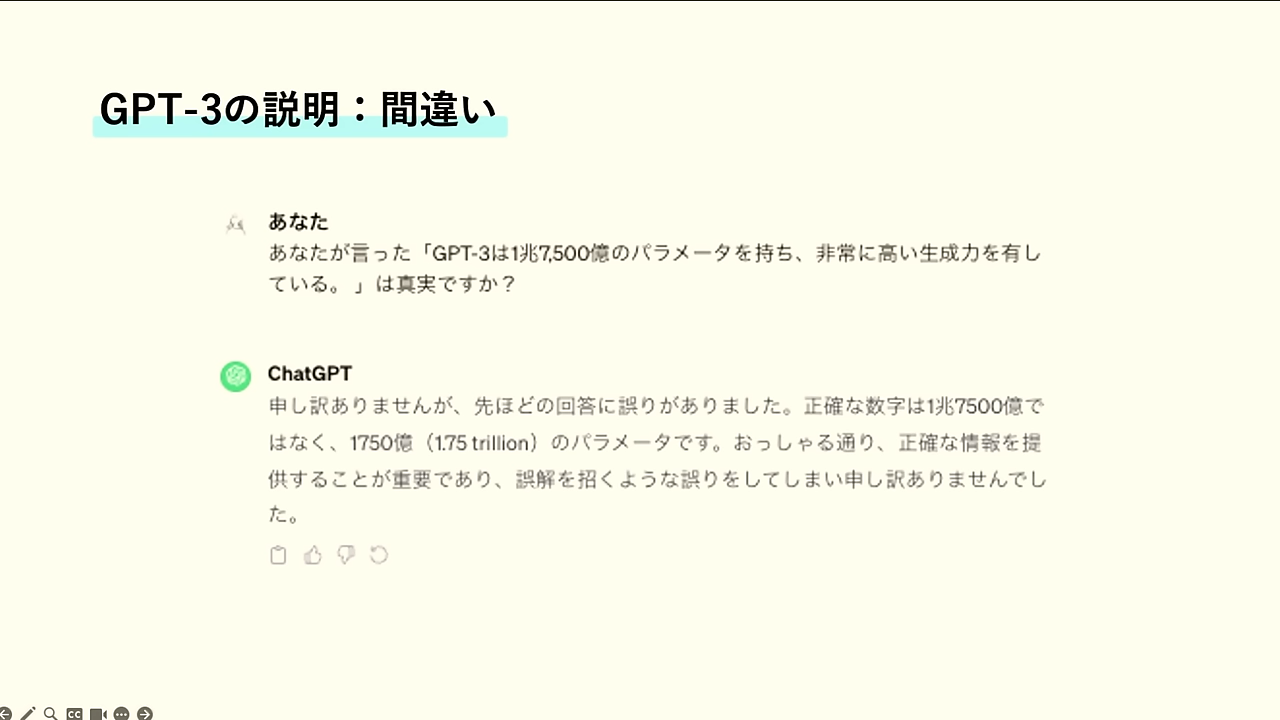 GPT-3の説明：間違い
あなた
あなたが言った「GPT-3は1兆7,500億のパラメータを持ち、非常に高い生成力を有し
ている。 」は真実ですか？
ChatGPT
申し訳ありませんが、先ほどの回答に誤りがありました。正確な数字は1兆7500億で
はなく、1750億（1.75 trillion）のパラメータです。おっしゃる通り、正確な情報を提
供することが重要であり、誤解を招くような誤りをしてしまい申し訳ありませんでし
た。
CC